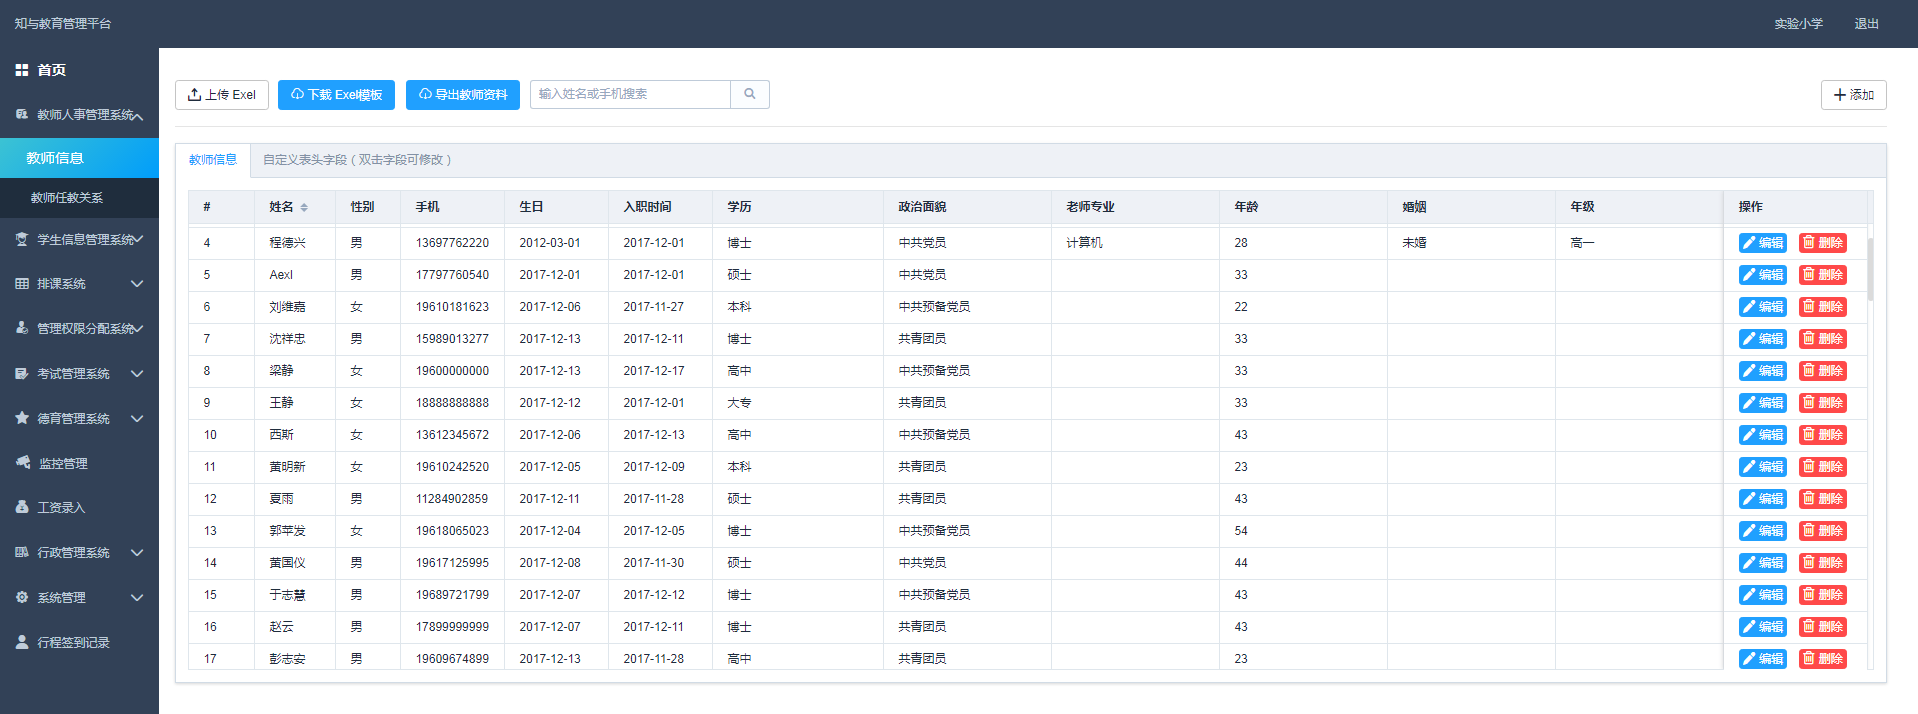 知与教育管理平台
实验小学 退出
首页
教师人事管理系统
教师信息
教师任教关系
学生信息管理系统
排课系统
管理权限分配系统
考试管理系统
德育管理系统
监控管理
工资录入
行政管理系统
系统管理
行程签到记录
上传 Exel 下载 Exel模板 导出教师资料 输入姓名或手机搜索 添加
教师信息 自定义表头字段 ( 双击字段可修改 )
# 姓名 性别 手机 生日 入职时间 学历 政治面貌 老师专业 年龄 婚姻 年级 操作
4 程德兴 男 13697762220 2012-03-01 2017-12-01 博士 中共党员 计算机 28 未婚 高一 编辑 删除
5 Aexl 男 17797760540 2017-12-01 2017-12-01 硕士 中共党员 33 编辑 删除
6 刘维嘉 女 19610181623 2017-12-06 2017-11-27 本科 中共预备党员 22 编辑 删除
7 沈祥忠 男 15989013277 2017-12-13 2017-12-11 博士 共青团员 33 编辑 删除
8 梁静 女 19600000000 2017-12-13 2017-12-17 高中 中共预备党员 33 编辑 删除
9 王静 女 18888888888 2017-12-12 2017-12-01 大专 共青团员 33 编辑 删除
10 西斯 女 13612345672 2017-12-06 2017-12-13 高中 中共预备党员 43 编辑 删除
11 黄明新 女 19610242520 2017-12-05 2017-12-09 本科 共青团员 23 编辑 删除
12 夏雨 男 11284902859 2017-12-11 2017-11-28 硕士 共青团员 43 编辑 删除
13 郭苹发 女 19618065023 2017-12-04 2017-12-05 博士 中共预备党员 54 编辑 删除
14 黄国仪 男 19617125995 2017-12-08 2017-11-30 硕士 中共党员 44 编辑 删除
15 于志慧 男 19689721799 2017-12-07 2017-12-12 博士 中共预备党员 43 编辑 删除
16 赵云 男 17899999999 2017-12-07 2017-12-11 博士 共青团员 43 编辑 删除
17 彭志安 男 19609674899 2017-12-13 2017-11-28 高中 共青团员 23 编辑 删除